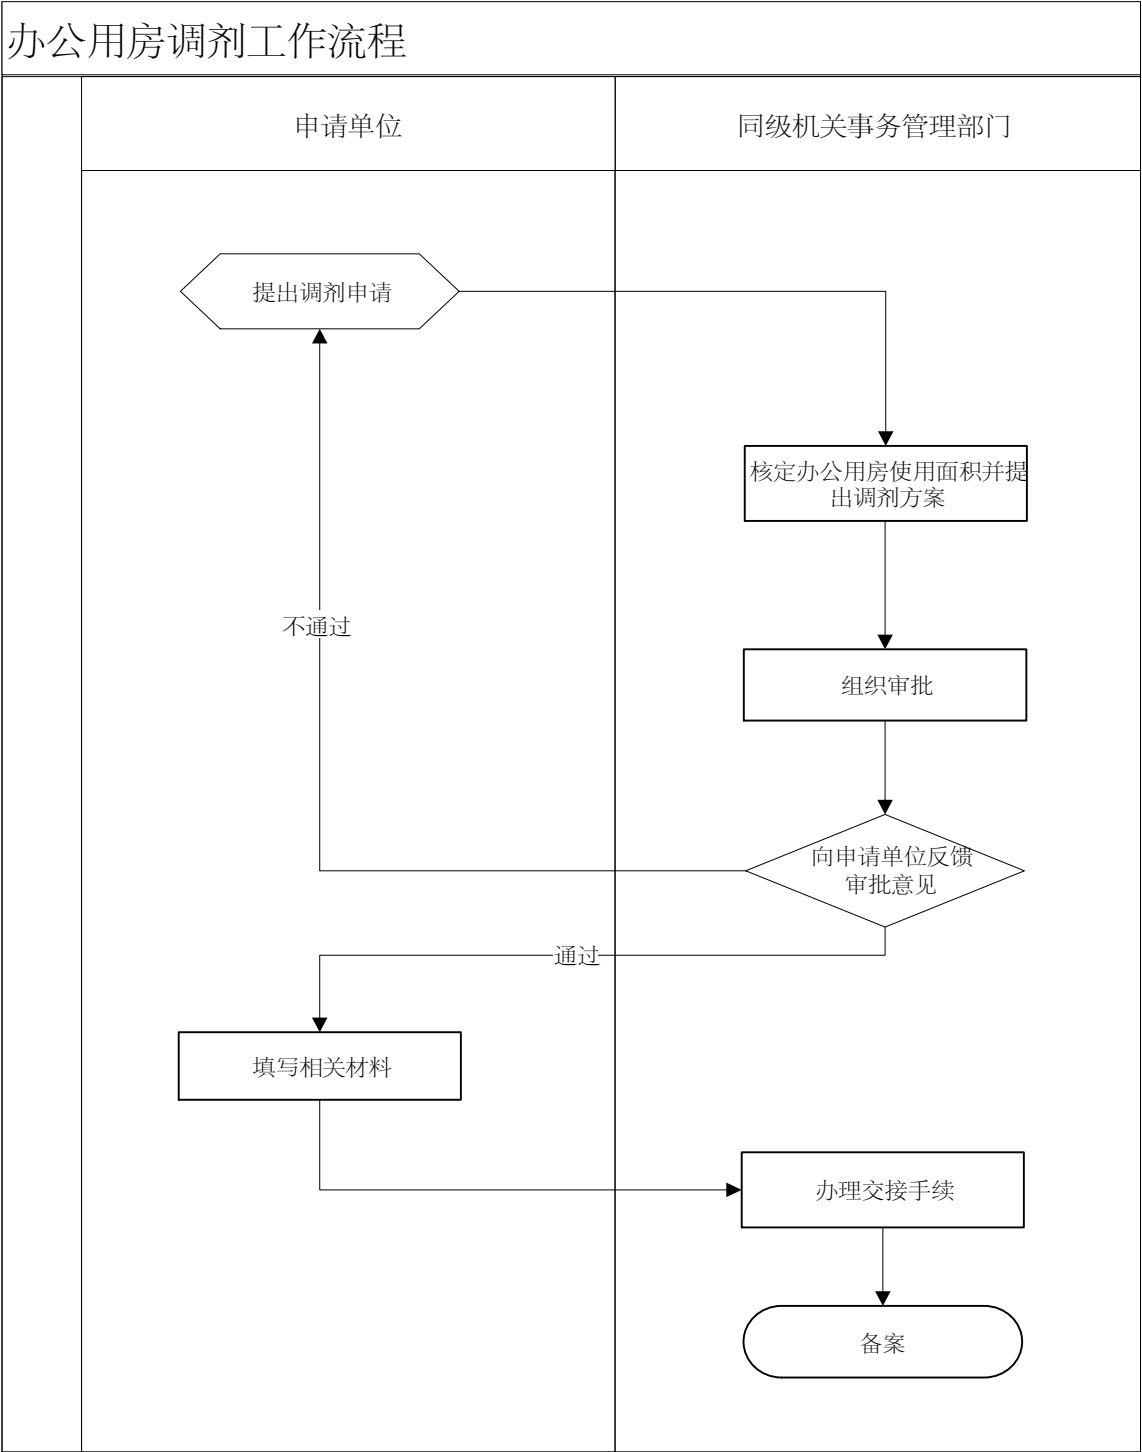 办公用房调剂工作流程
申请单位
同级机关事务管理部门
提出调剂申请
核定办公用房使用面积并提
出调剂方案
不通过
组织审批
向申请单位反馈
审批意见
通过
填写相关材料
办理交接手续
备案